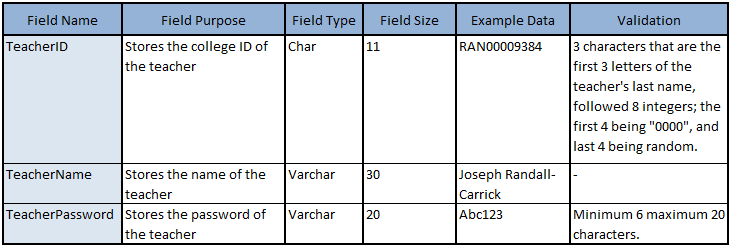 Field Name Field Purpose Field Type Field Size Example Data Validation
TeacherID Stores the college ID of the teacher Char 11 RAN00009384 3 characters that are the
first 3 letters of the
teacher's last name,
followed 8 integers; the
first 4 being "0000", and
last 4 being random.
TeacherName Stores the name of the teacher Varchar 30 Joseph Randall-Carrick -
TeacherPassword Stores the password of the teacher Varchar 20 Abc123 Minimum 6 maximum 20
characters.